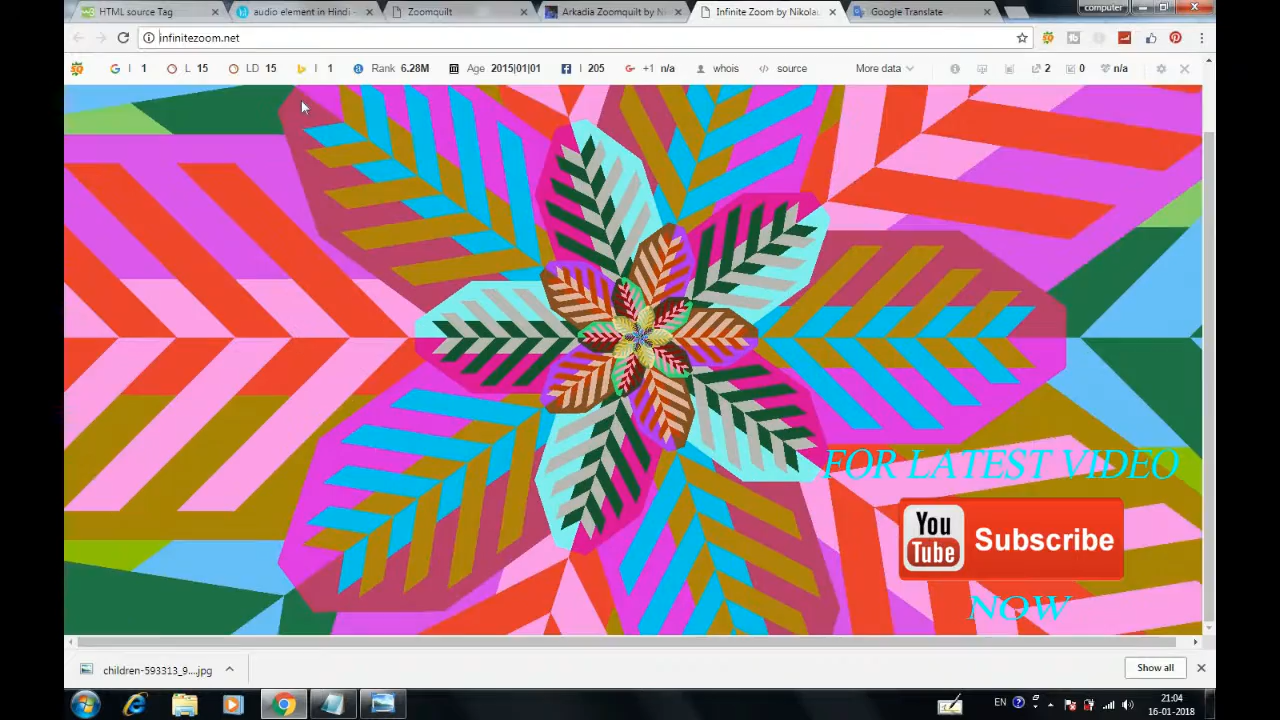 HTML source Tag
audio element in Hindi -
Zoomquilt
Arkadia Zoomquilt by Ni
Infinite Zoom by Nikolau
Google Translate
computer
infinitezoom.net
I 1
L 15
LD 15
I 1
Rank 6.28M
Age 2015|01|01
I 205
+1 n/a
whois
source
More data
2
0
n/a
FOR LATEST VIDEO
You
Tube
Subscribe
NOW
children-593313_9....jpg
Show all
EN
21:04
16-01-2018